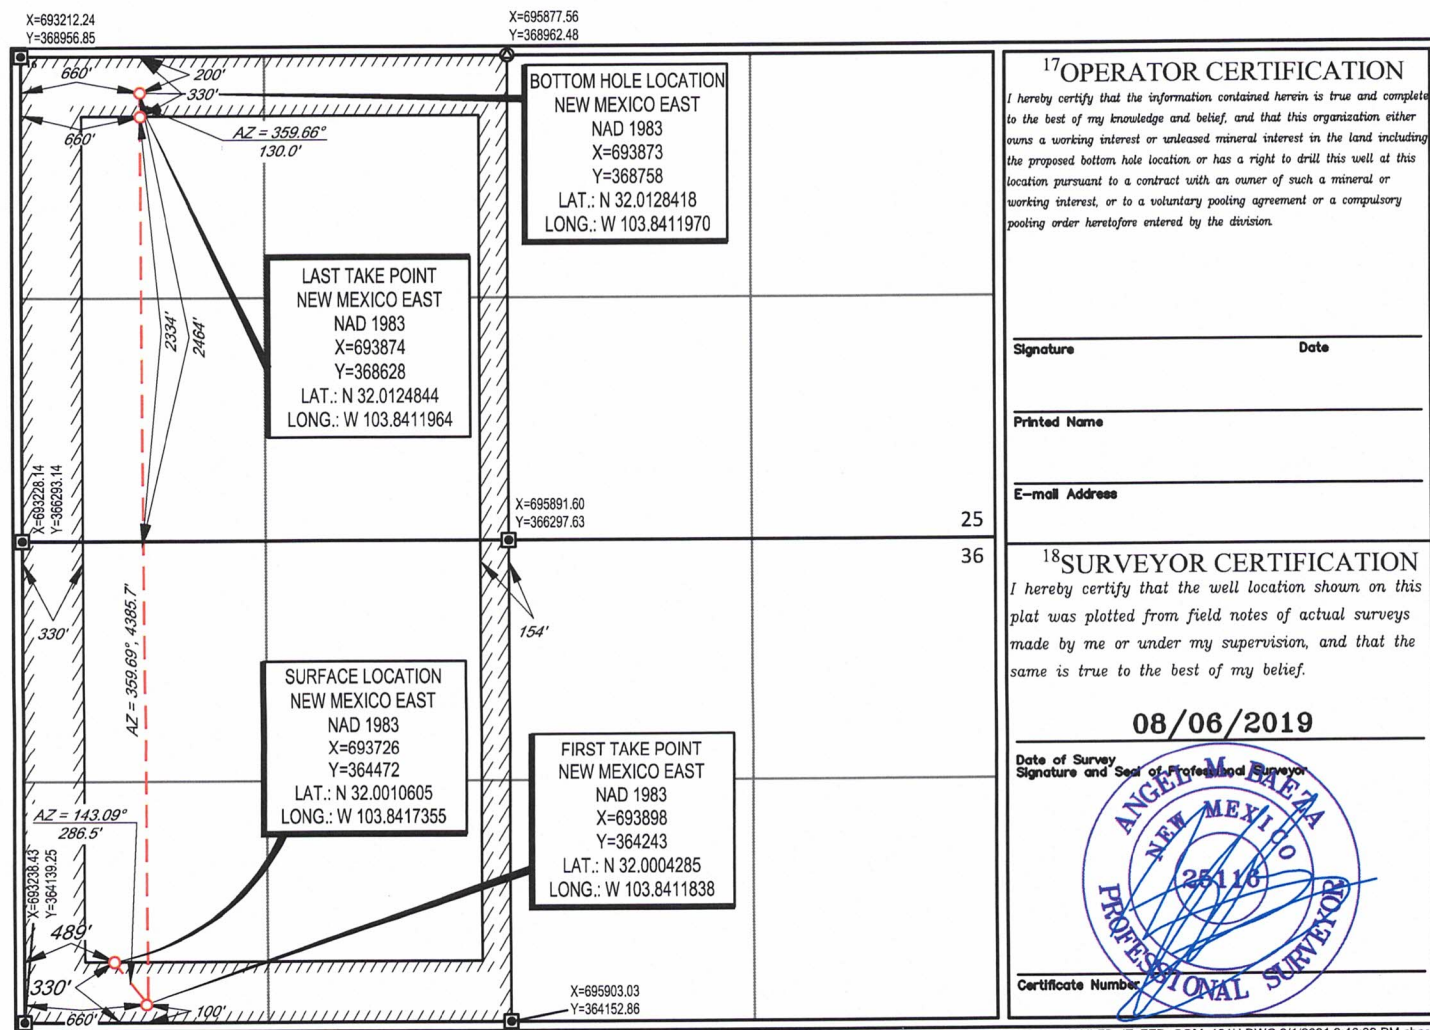 X=693212.24
Y=368956.85
X=695877.56
Y=368962.48
660'
200'
330'
660'
AZ = 359.66°
130.0'
BOTTOM HOLE LOCATION
NEW MEXICO EAST
NAD 1983
X=693873
Y=368758
LAT.: N 32.0128418
LONG.: W 103.8411970
LAST TAKE POINT
NEW MEXICO EAST
NAD 1983
X=693874
Y=368628
LAT.: N 32.0124844
LONG.: W 103.8411964
2334'
2464'
X=693228.14
Y=366293.14
X=695891.60
Y=366297.63
25
36
330'
154'
AZ = 359.69°, 4385.7'
SURFACE LOCATION
NEW MEXICO EAST
NAD 1983
X=693726
Y=364472
LAT.: N 32.0010605
LONG.: W 103.8417355
FIRST TAKE POINT
NEW MEXICO EAST
NAD 1983
X=693898
Y=364243
LAT.: N 32.0004285
LONG.: W 103.8411838
AZ = 143.09°
286.5'
X=693238.43
Y=364139.25
489'
330'
660'
100'
X=695903.03
Y=364152.86
17 OPERATOR CERTIFICATION
I hereby certify that the information contained herein is true and complete
to the best of my knowledge and belief, and that this organization either
owns a working interest or unleased mineral interest in the land including
the proposed bottom hole location or has a right to drill this well at this
location pursuant to a contract with an owner of such a mineral or
working interest, or to a voluntary pooling agreement or a compulsory
pooling order heretofore entered by the division.
Signature Date
Printed Name
E-mail Address
18 SURVEYOR CERTIFICATION
I hereby certify that the well location shown on this
plat was plotted from field notes of actual surveys
made by me or under my supervision, and that the
same is true to the best of my belief.
08/06/2019
Date of Survey
Signature and Seal of Professional Surveyor
ANGEL M. BAEZA
NEW MEXICO
25116
PROFESSIONAL SURVEYOR
Certificate Number